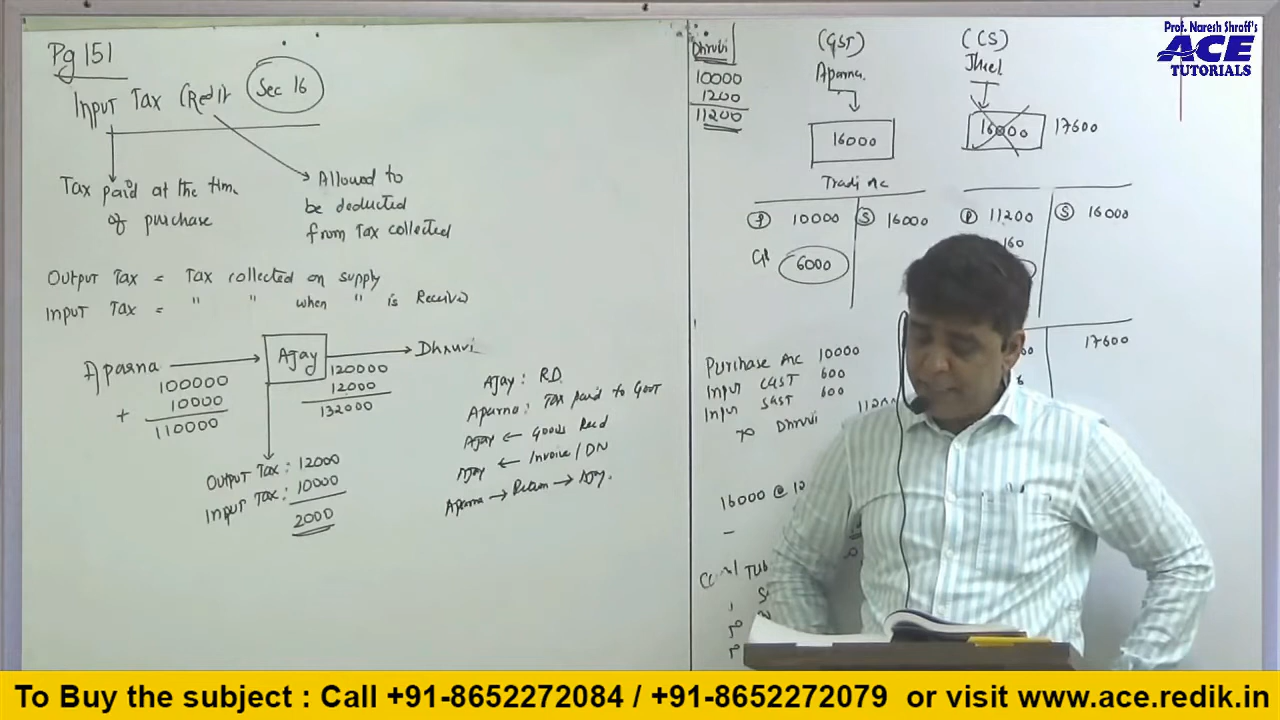 Pg 151
Input Tax Credit Sec 16
Tax paid at the time
of purchase
Allowed to
be deducted
from Tax collected
Output Tax = Tax collected on supply
Input Tax = " " when " is Received
Aparna
100000
+ 10000
110000
Ajay
120000
12000
132000
Dhruvi
Output Tax : 12000
Input Tax : 10000
2000
Ajay : R.D.
Aparna : Tax paid to Govt
Ajay ← Goods Recd
Ajay ← Invoice / DN
Aparna → Return → Ajay.
Dhruvi
10000
1200
11200
(GST)
Aparna
16000
(CS)
Jheel
16000 17600
Trading A/c
P 10000 S 16000
GP 6000
P 11200 S 16000
160
17600
Purchase A/c 10000
Input CGST 600
Input SGST 600
To Dhruvi 11200
16000 @ 12
Prof. Naresh Shroff's
ACE
TUTORIALS
To Buy the subject : Call +91-8652272084 / +91-8652272079 or visit www.ace.redik.in